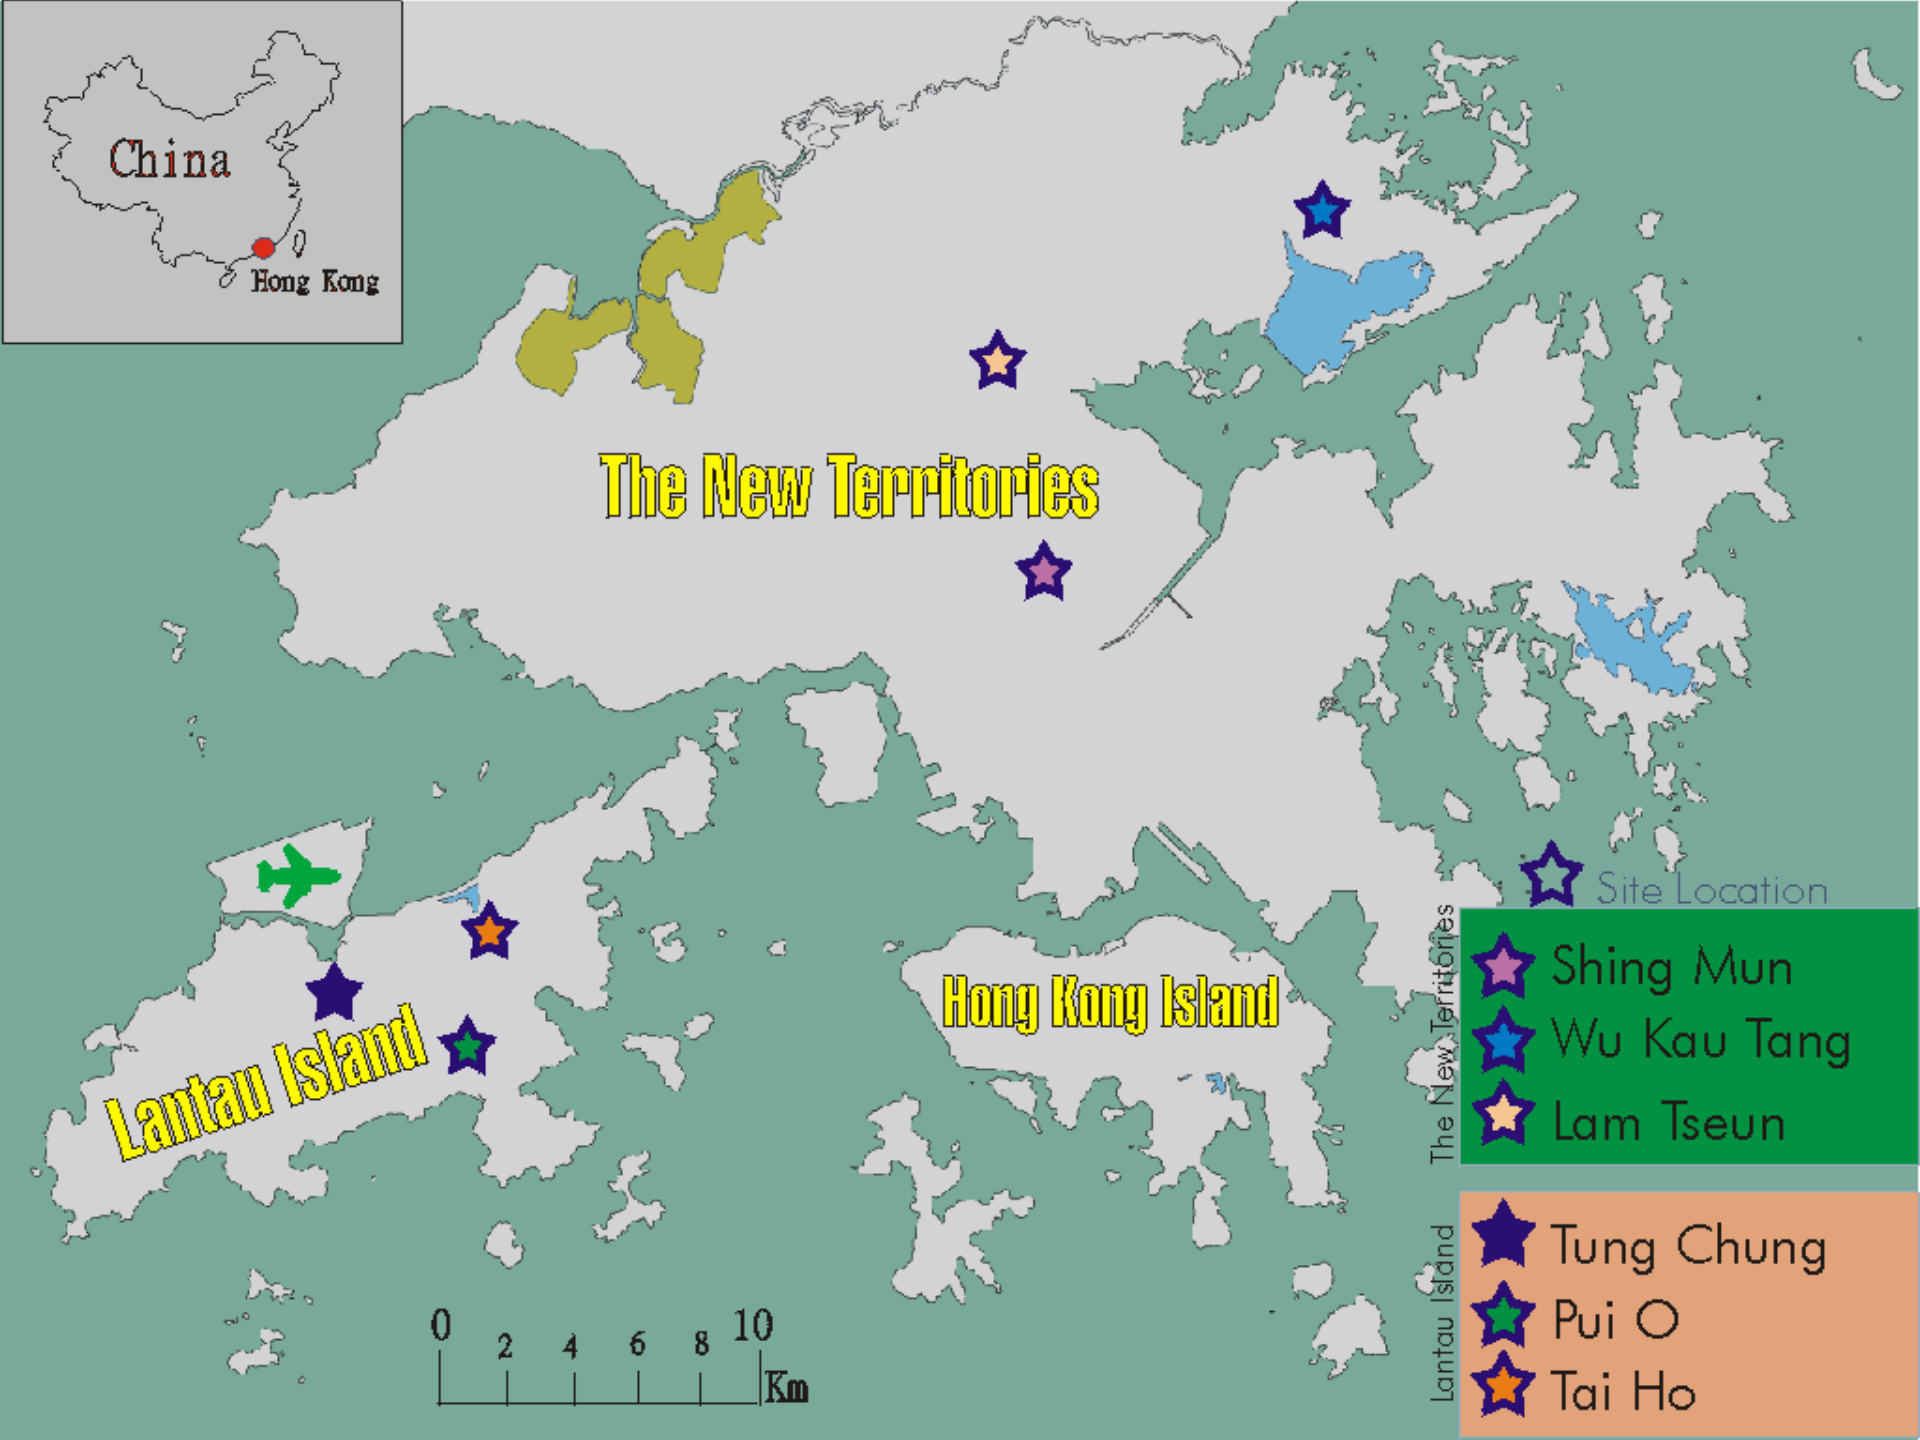 China
Hong Kong
The New Territories
Lantau Island
Hong Kong Island
0 2 4 6 8 10
Km
Site Location
The New Territories
Shing Mun
Wu Kau Tang
Lam Tseun
Lantau Island
Tung Chung
Pui O
Tai Ho